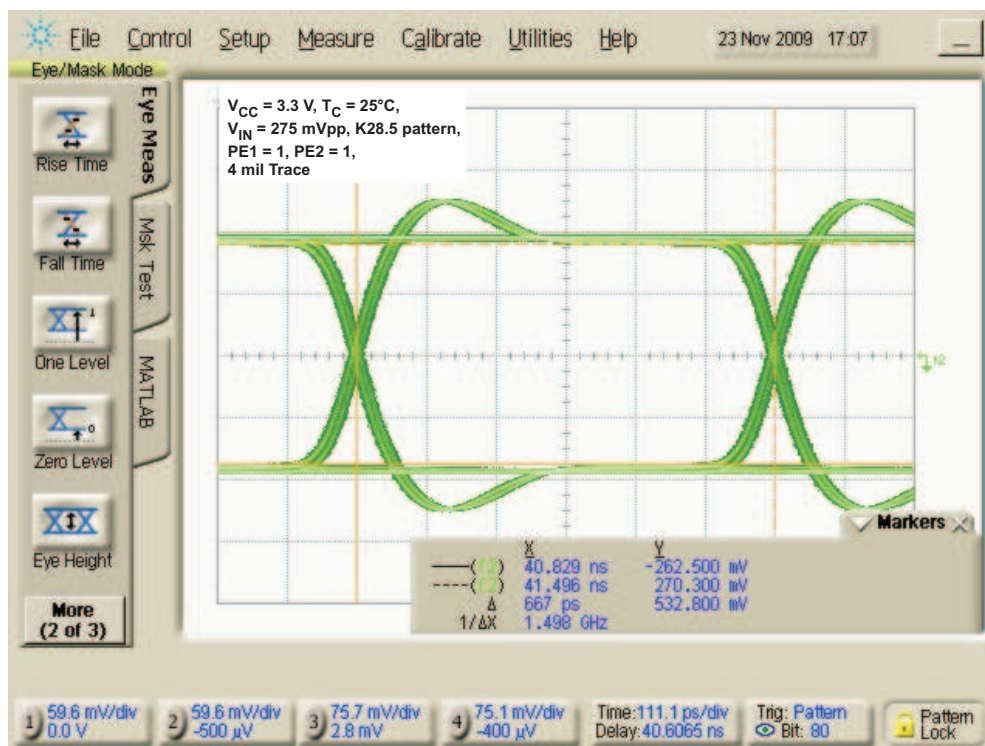 File Control Setup Measure Calibrate Utilities Help 23 Nov 2009 17:07
Eye/Mask Mode
Eye Meas
Msk Test
MATLAB
Rise Time
Fall Time
One Level
Zero Level
Eye Height
More
(2 of 3)
VCC = 3.3 V, TC = 25°C,
VIN = 275 mVpp, K28.5 pattern,
PE1 = 1, PE2 = 1,
4 mil Trace
f2
Markers
X Y
——(f2) 40.829 ns -262.500 mV
----(f2) 41.496 ns 270.300 mV
Δ 667 ps 532.800 mV
1/ΔX 1.498 GHz
1) 59.6 mV/div
0.0 V
2) 59.6 mV/div
-500 µV
3) 75.7 mV/div
2.8 mV
4) 75.1 mV/div
-400 µV
Time:111.1 ps/div
Delay:40.6065 ns
Trig: Pattern
Bit: 80
Pattern
Lock